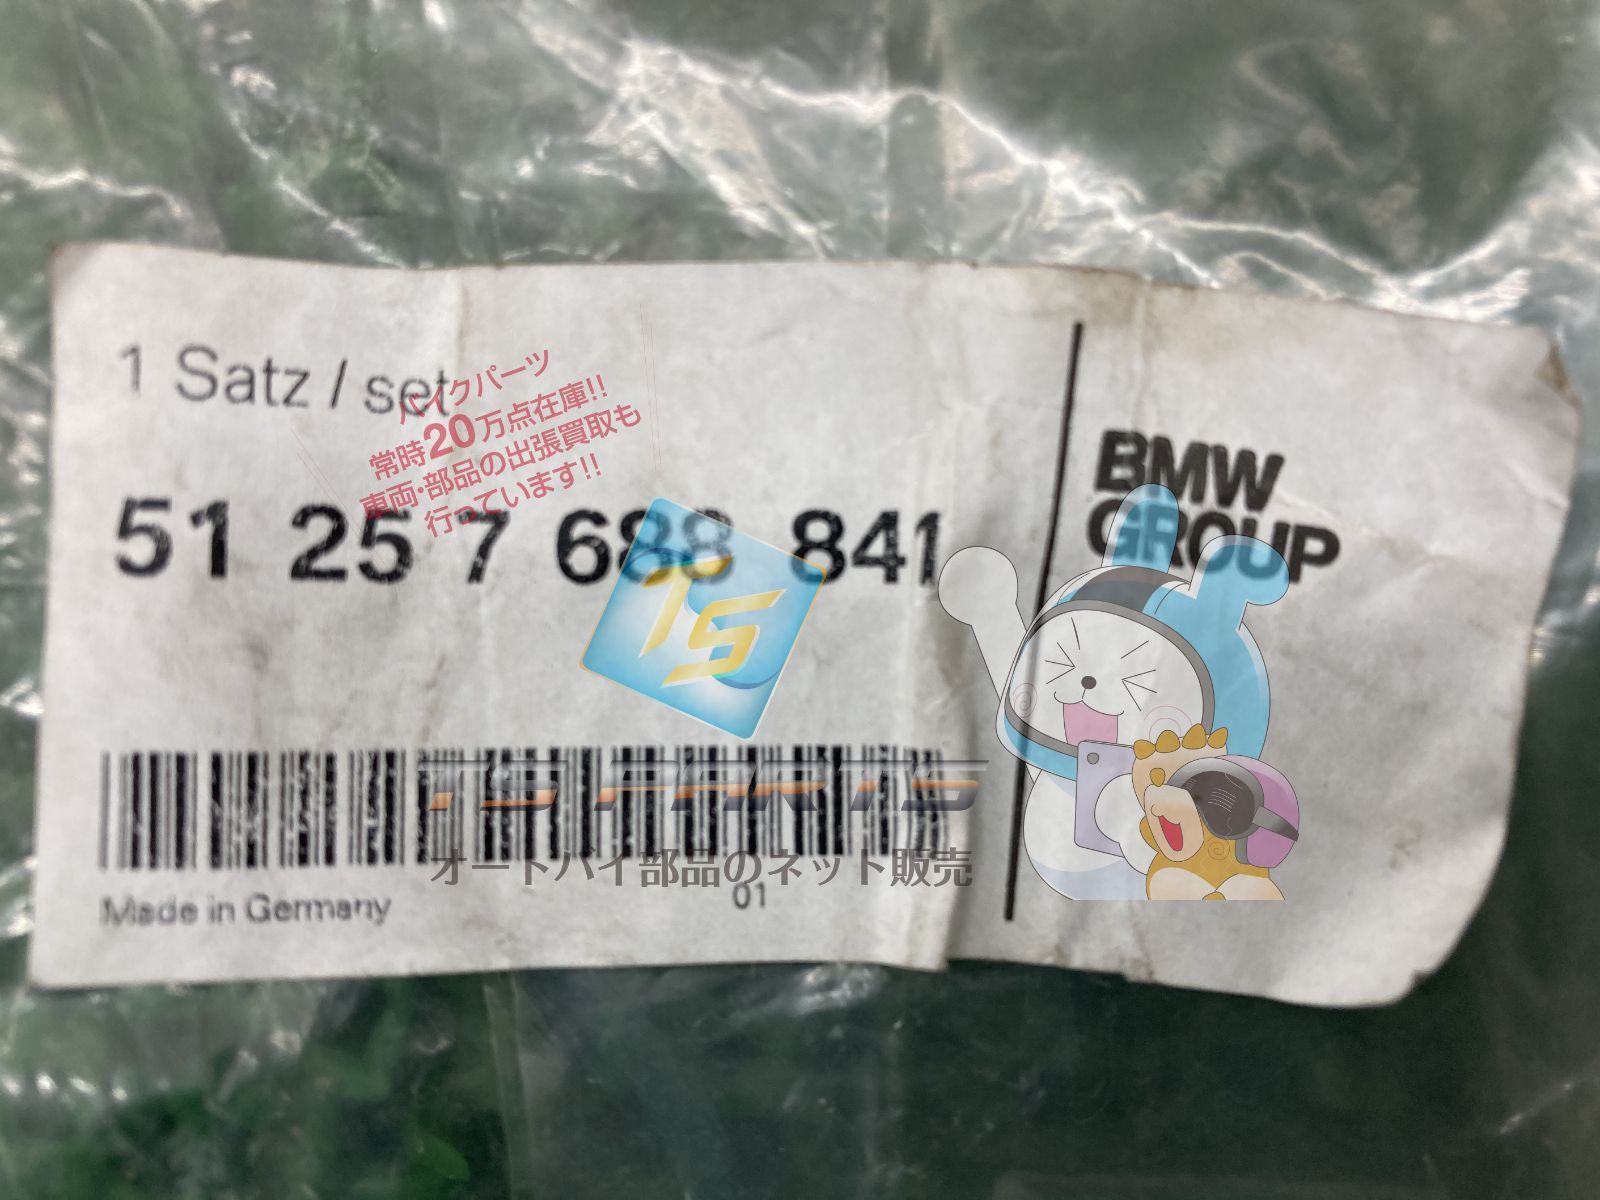 1 Satz / set
バイクパーツ
常時20万点在庫!!
車両・部品の出張買取も
行っています!!
51 25 7 688 841
BMW
GROUP
TS
TS PARTS
オートバイ部品のネット販売
Made in Germany
01